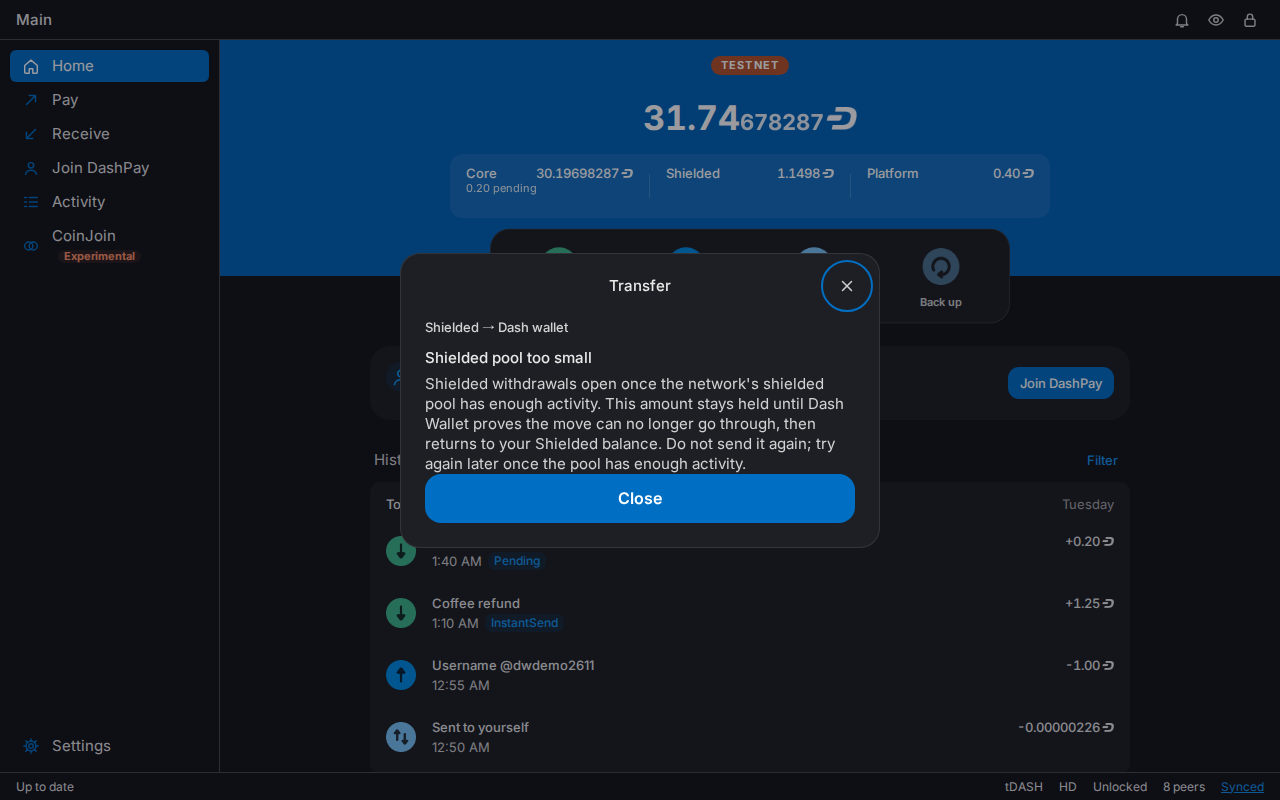 Main
Home
Pay
Receive
Join DashPay
Activity
CoinJoin
Experimental
Settings
TESTNET
31.74678287
Core 30.19698287
0.20 pending
Shielded 1.1498
Platform 0.40
Back up
Transfer
Shielded → Dash wallet
Shielded pool too small
Shielded withdrawals open once the network's shielded
pool has enough activity. This amount stays held until Dash
Wallet proves the move can no longer go through, then
returns to your Shielded balance. Do not send it again; try
again later once the pool has enough activity.
Close
Join DashPay
Filter
Tuesday
+0.20
1:40 AM Pending
Coffee refund +1.25
1:10 AM InstantSend
Username @dwdemo2611 -1.00
12:55 AM
Sent to yourself -0.00000226
12:50 AM
Up to date
tDASH HD Unlocked 8 peers Synced